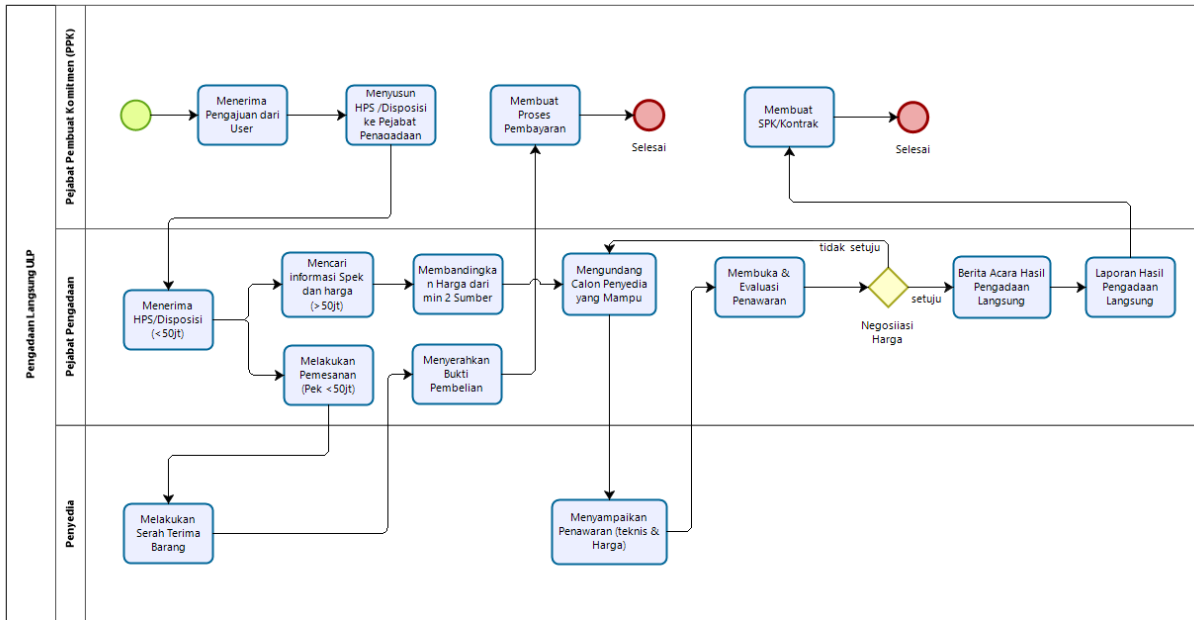 Pengadaan Langsung ULP
Pejabat Pembuat Komitmen (PPK)
Menerima
Pengajuan dari
User
Menyusun
HPS /Disposisi
ke Pejabat
Penagadaan
Membuat
Proses
Pembayaran
Selesai
Membuat
SPK/Kontrak
Selesai
Pejabat Pengadaan
Menerima
HPS/Disposisi
(<50jt)
Mencari
informasi Spek
dan harga
(>50jt)
Membandingka
n Harga dari
min 2 Sumber
Mengundang
Calon Penyedia
yang Mampu
Melakukan
Pemesanan
(Pek <50jt)
Menyerahkan
Bukti
Pembelian
Membuka &
Evaluasi
Penawaran
tidak setuju
Negosiiasi
Harga
setuju
Berita Acara Hasil
Pengadaan
Langsung
Laporan Hasil
Pengadaan
Langsung
Penyedia
Melakukan
Serah Terima
Barang
Menyampaikan
Penawaran (teknis &
Harga)